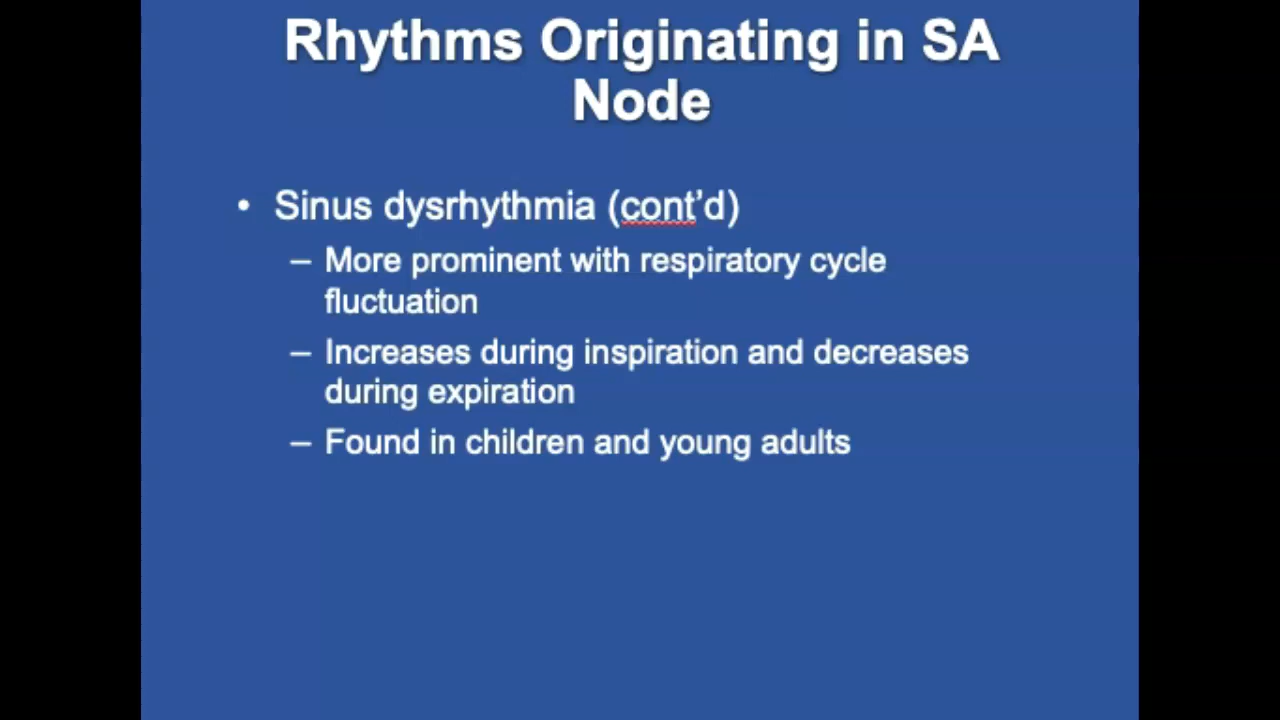 Rhythms Originating in SA
Node
• Sinus dysrhythmia (cont’d)
– More prominent with respiratory cycle
fluctuation
– Increases during inspiration and decreases
during expiration
– Found in children and young adults